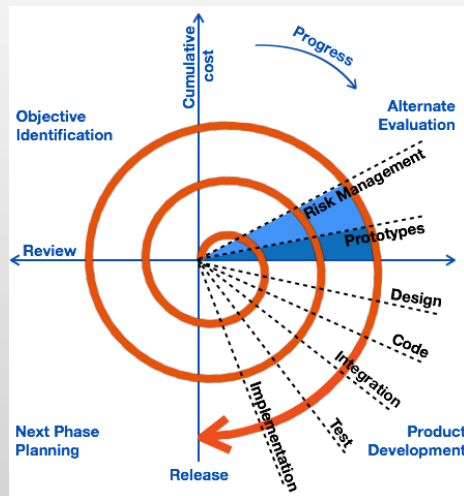 Cumulative
cost
Progress
Objective
Identification
Alternate
Evaluation
Risk Management
Prototypes
Review
Design
Code
Integration
Test
Implementation
Next Phase
Planning
Product
Development
Release